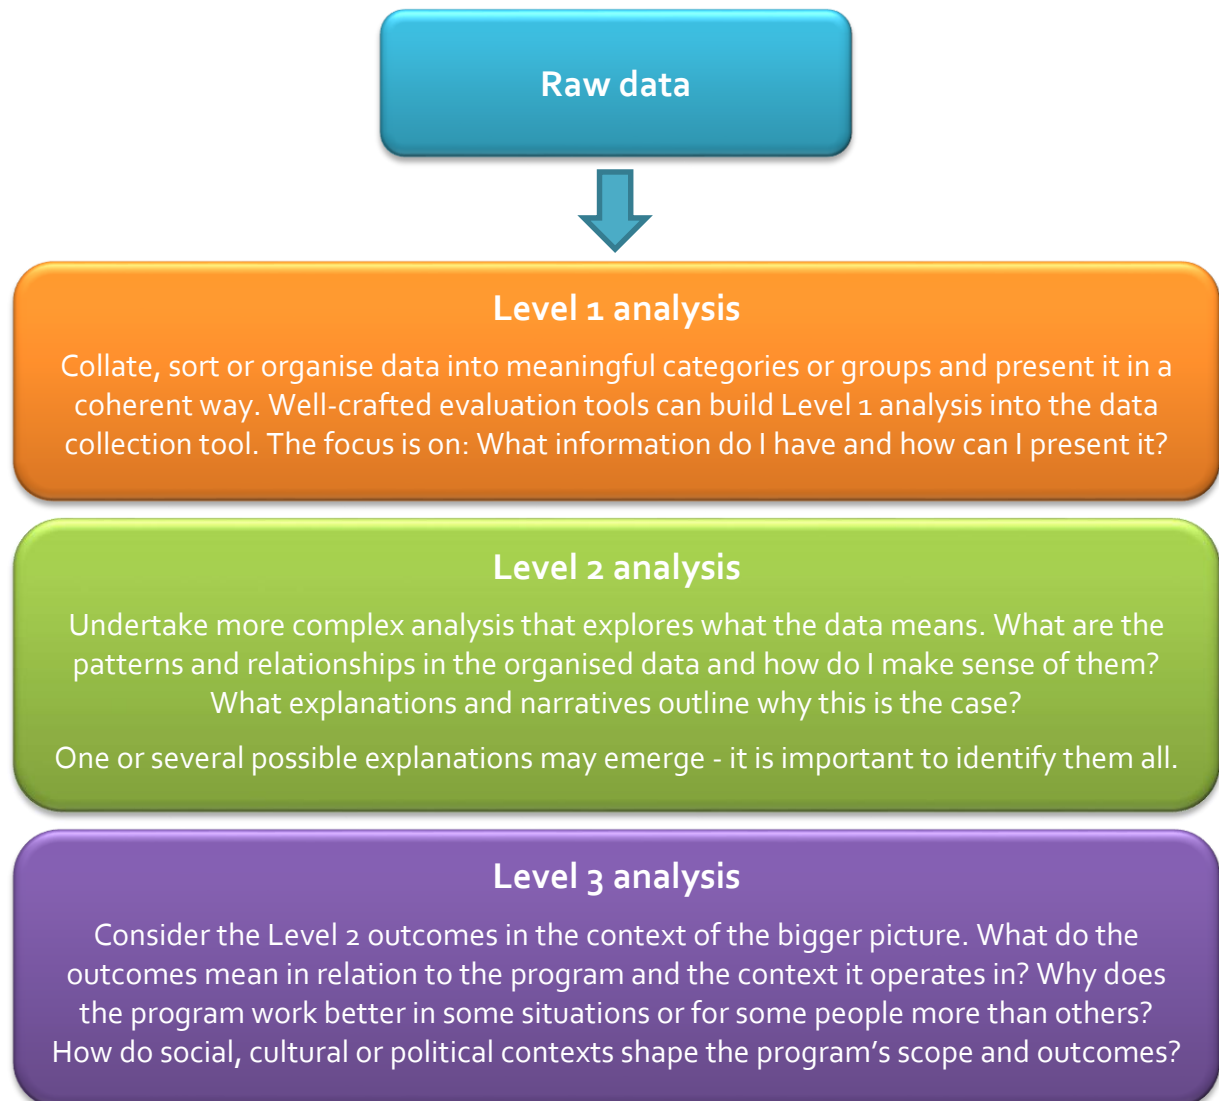 Raw data
Level 1 analysis
Collate, sort or organise data into meaningful categories or groups and present it in a
coherent way. Well-crafted evaluation tools can build Level 1 analysis into the data
collection tool. The focus is on: What information do I have and how can I present it?
Level 2 analysis
Undertake more complex analysis that explores what the data means. What are the
patterns and relationships in the organised data and how do I make sense of them?
What explanations and narratives outline why this is the case?
One or several possible explanations may emerge - it is important to identify them all.
Level 3 analysis
Consider the Level 2 outcomes in the context of the bigger picture. What do the
outcomes mean in relation to the program and the context it operates in? Why does
the program work better in some situations or for some people more than others?
How do social, cultural or political contexts shape the program’s scope and outcomes?